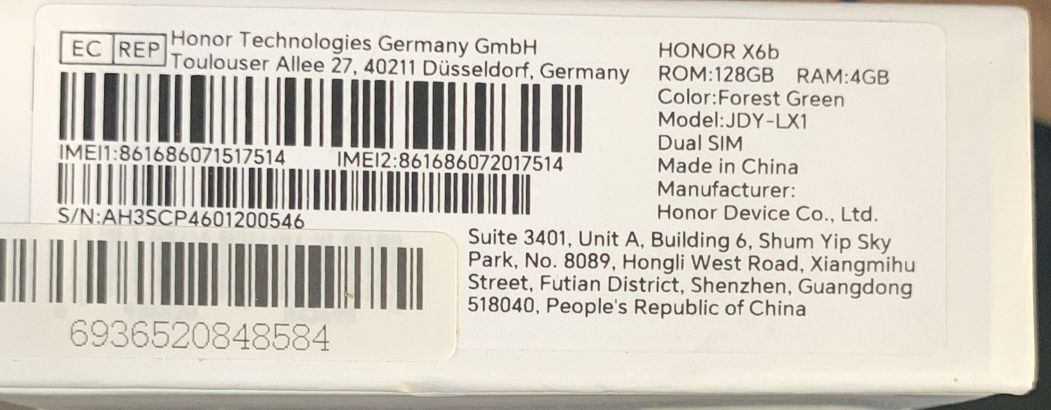 EC REP Honor Technologies Germany GmbH
Toulouser Allee 27, 40211 Düsseldorf, Germany
IMEI1:861686071517514 IMEI2:861686072017514
S/N:AH3SCP4601200546
6936520848584
HONOR X6b
ROM:128GB RAM:4GB
Color:Forest Green
Model:JDY-LX1
Dual SIM
Made in China
Manufacturer:
Honor Device Co., Ltd.
Suite 3401, Unit A, Building 6, Shum Yip Sky
Park, No. 8089, Hongli West Road, Xiangmihu
Street, Futian District, Shenzhen, Guangdong
518040, People's Republic of China